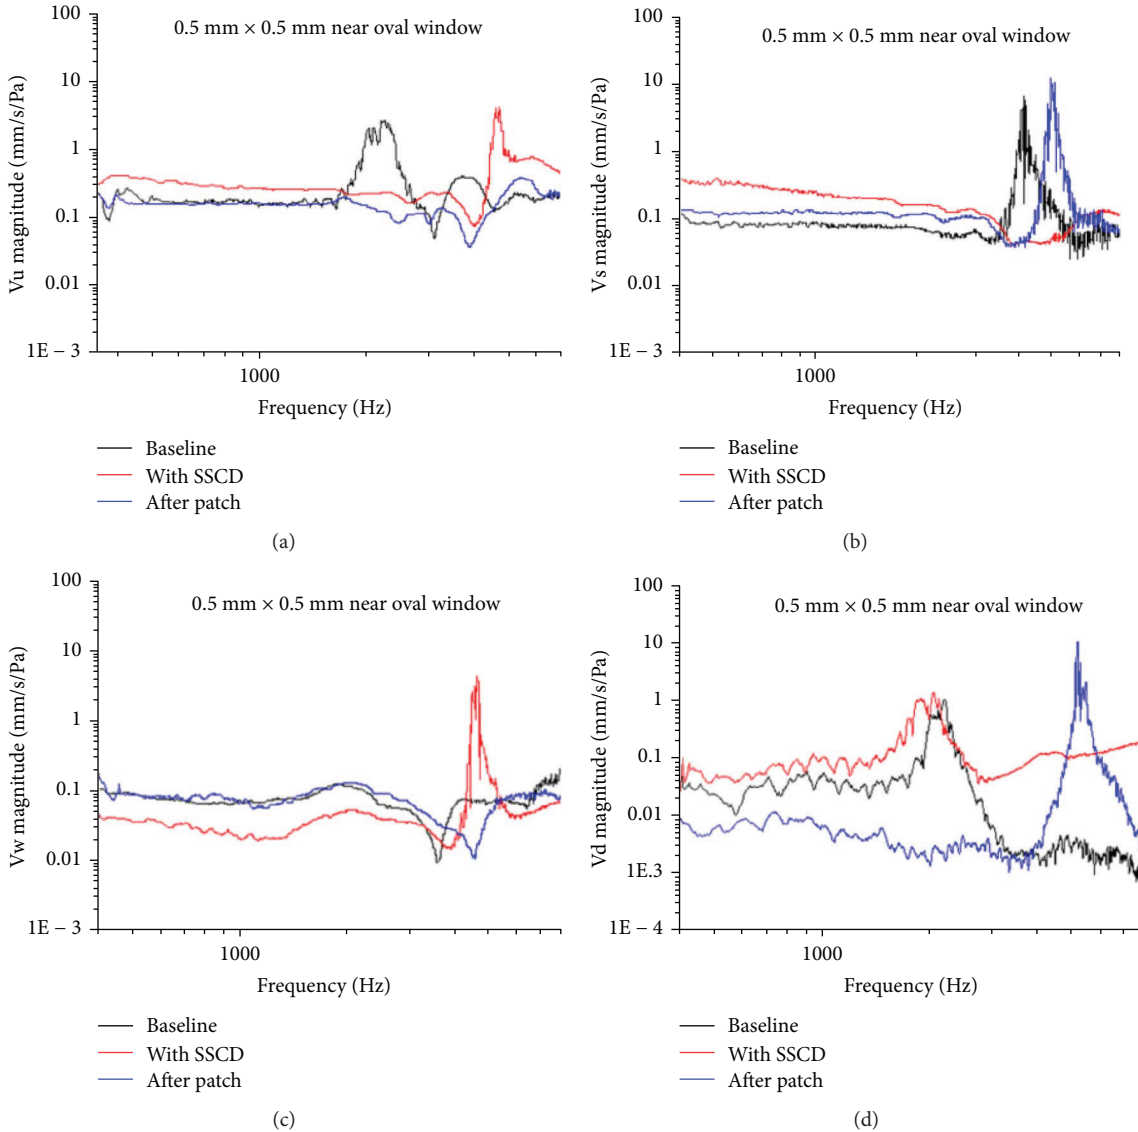 0.5 mm × 0.5 mm near oval window
100
10
1
0.1
0.01
1E − 3
Vu magnitude (mm/s/Pa)
1000
Frequency (Hz)
Baseline
With SSCD
After patch
(a)
0.5 mm × 0.5 mm near oval window
100
10
1
0.1
0.01
1E − 3
Vs magnitude (mm/s/Pa)
1000
Frequency (Hz)
Baseline
With SSCD
After patch
(b)
0.5 mm × 0.5 mm near oval window
100
10
1
0.1
0.01
1E − 3
Vw magnitude (mm/s/Pa)
1000
Frequency (Hz)
Baseline
With SSCD
After patch
(c)
0.5 mm × 0.5 mm near oval window
100
10
1
0.1
0.01
1E−3
1E − 4
Vd magnitude (mm/s/Pa)
1000
Frequency (Hz)
Baseline
With SSCD
After patch
(d)